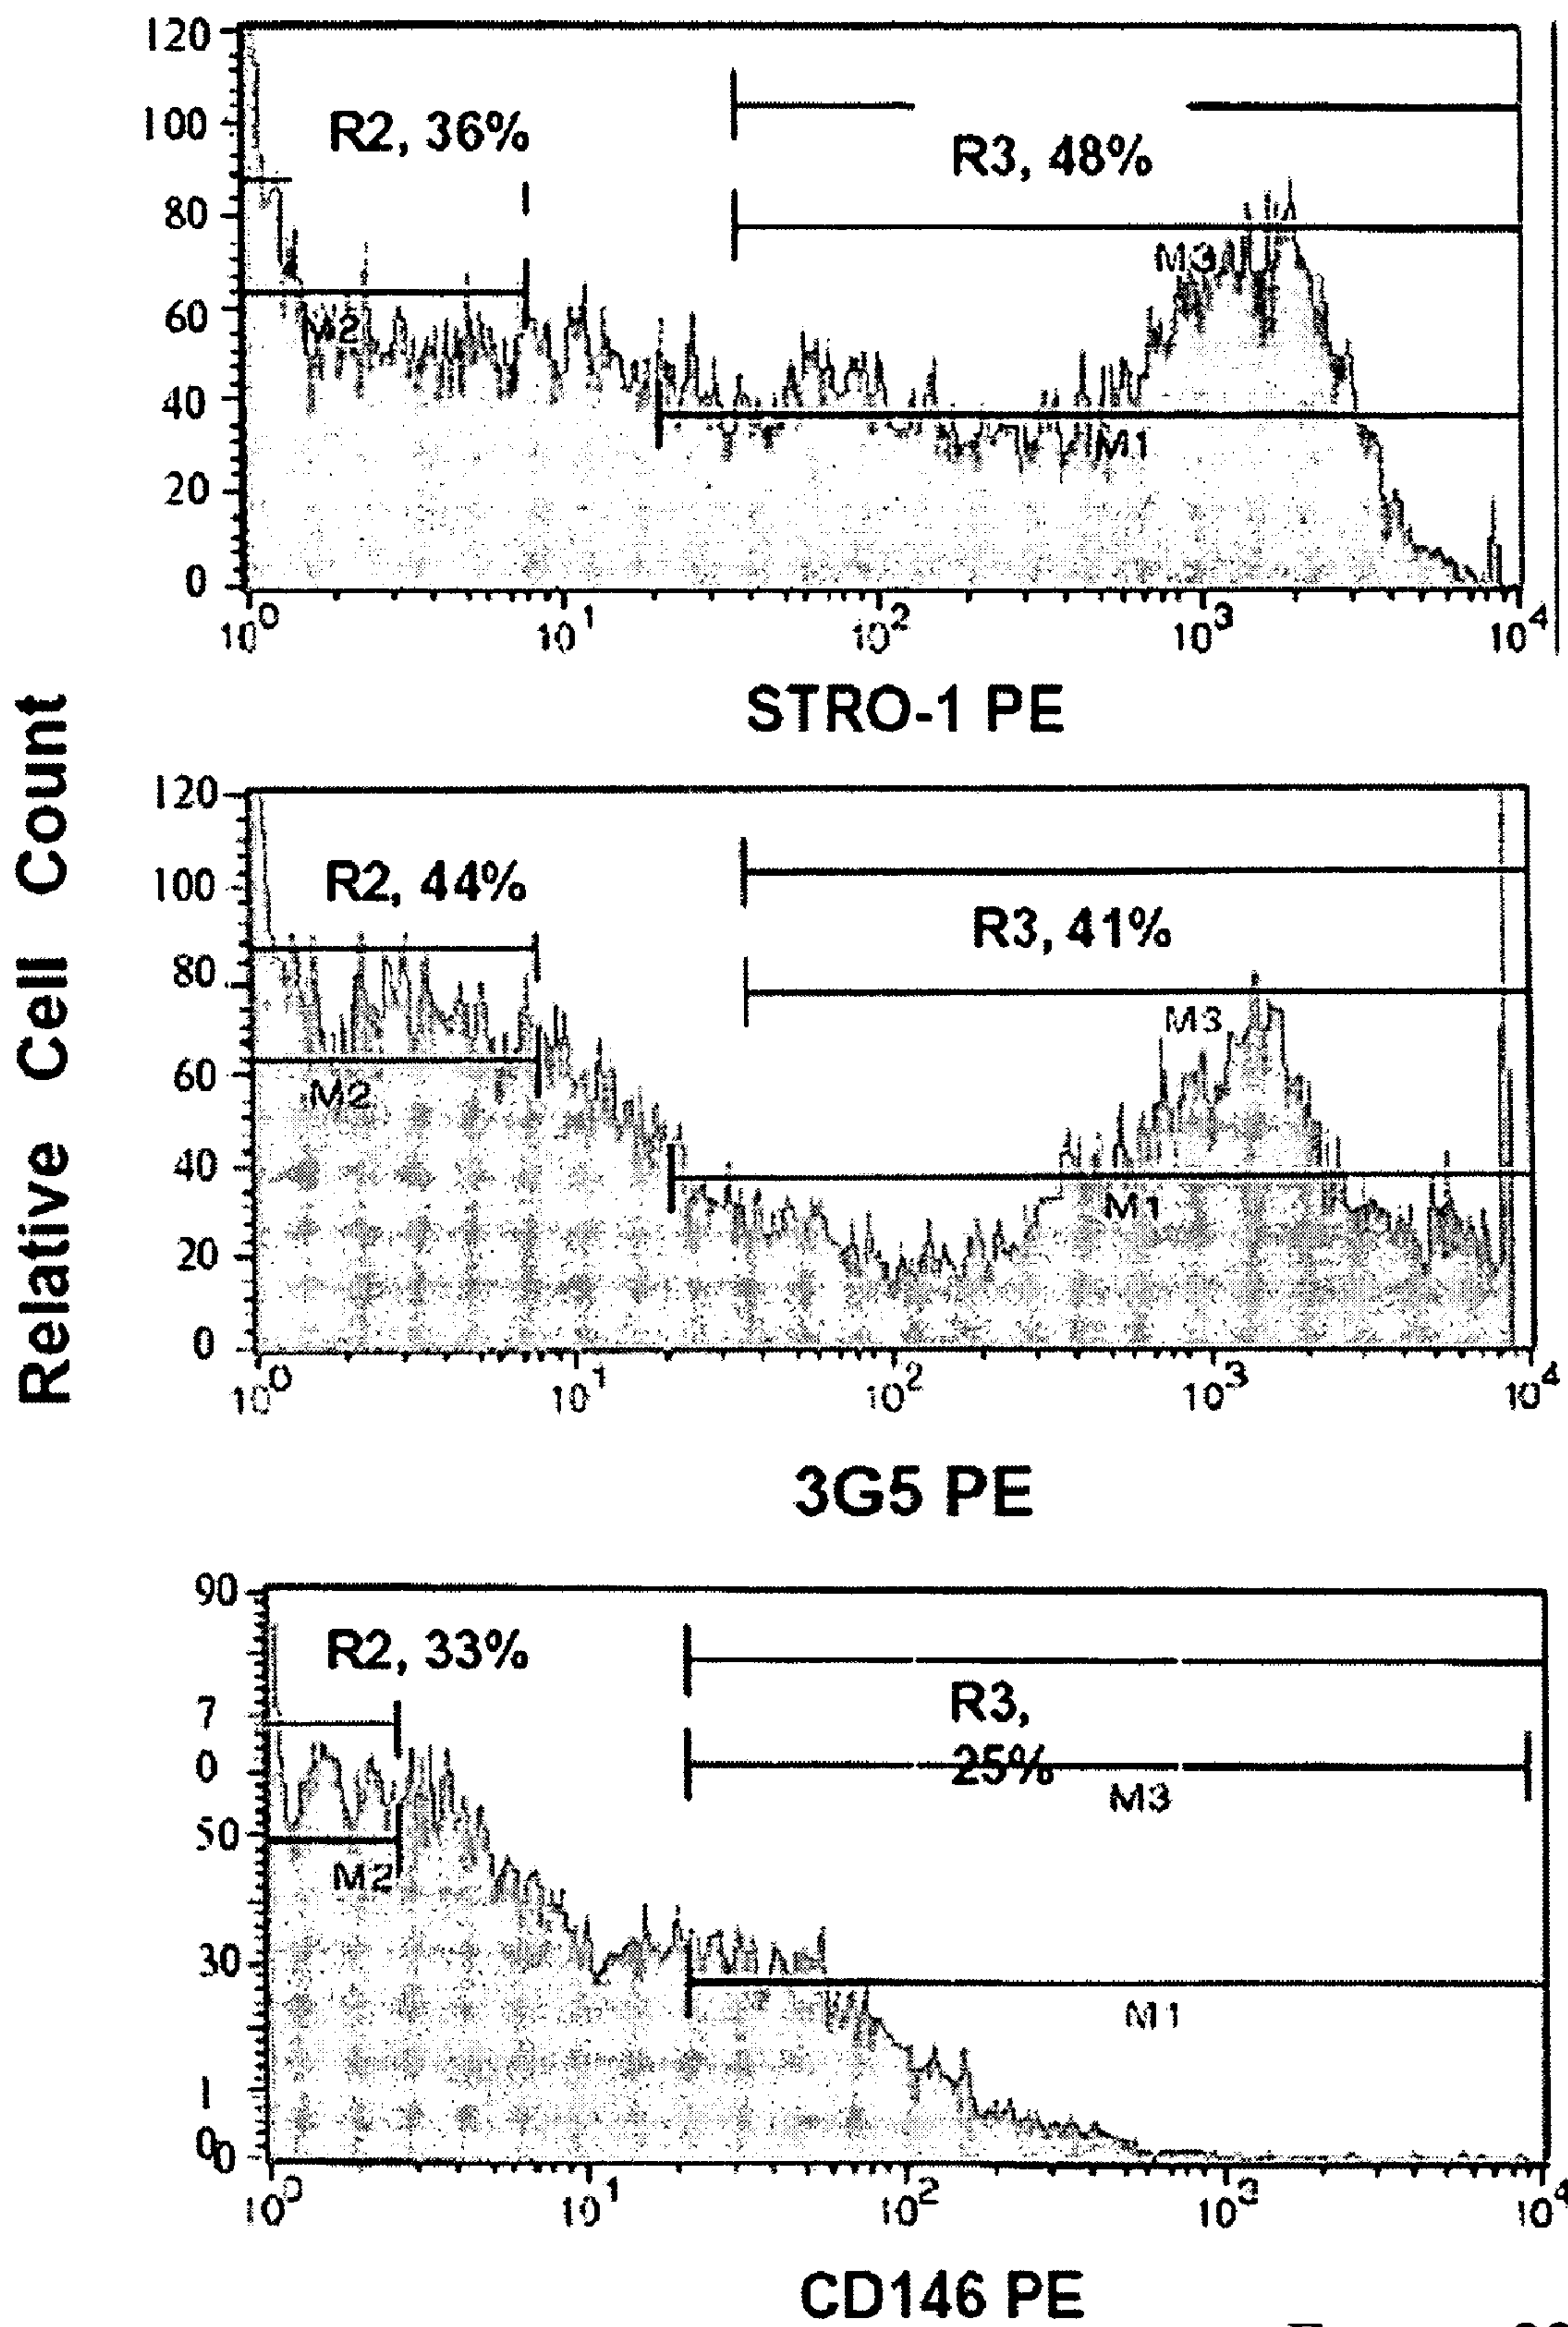 Relative Cell Count
120
R2, 36%
100
R3, 48%
80
M3
60
M2
40
M1
20
0
10^0 10^1 10^2 10^3 10^4
STRO-1 PE
120
R2, 44%
100
R3, 41%
80
M3
60
M2
40
M1
20
0
10^0 10^1 10^2 10^3 10^4
3G5 PE
90
R2, 33%
R3,
7
0
25%
M3
50
M2
30
M1
1
0
0
10^0 10^1 10^2 10^3 10^4
CD146 PE